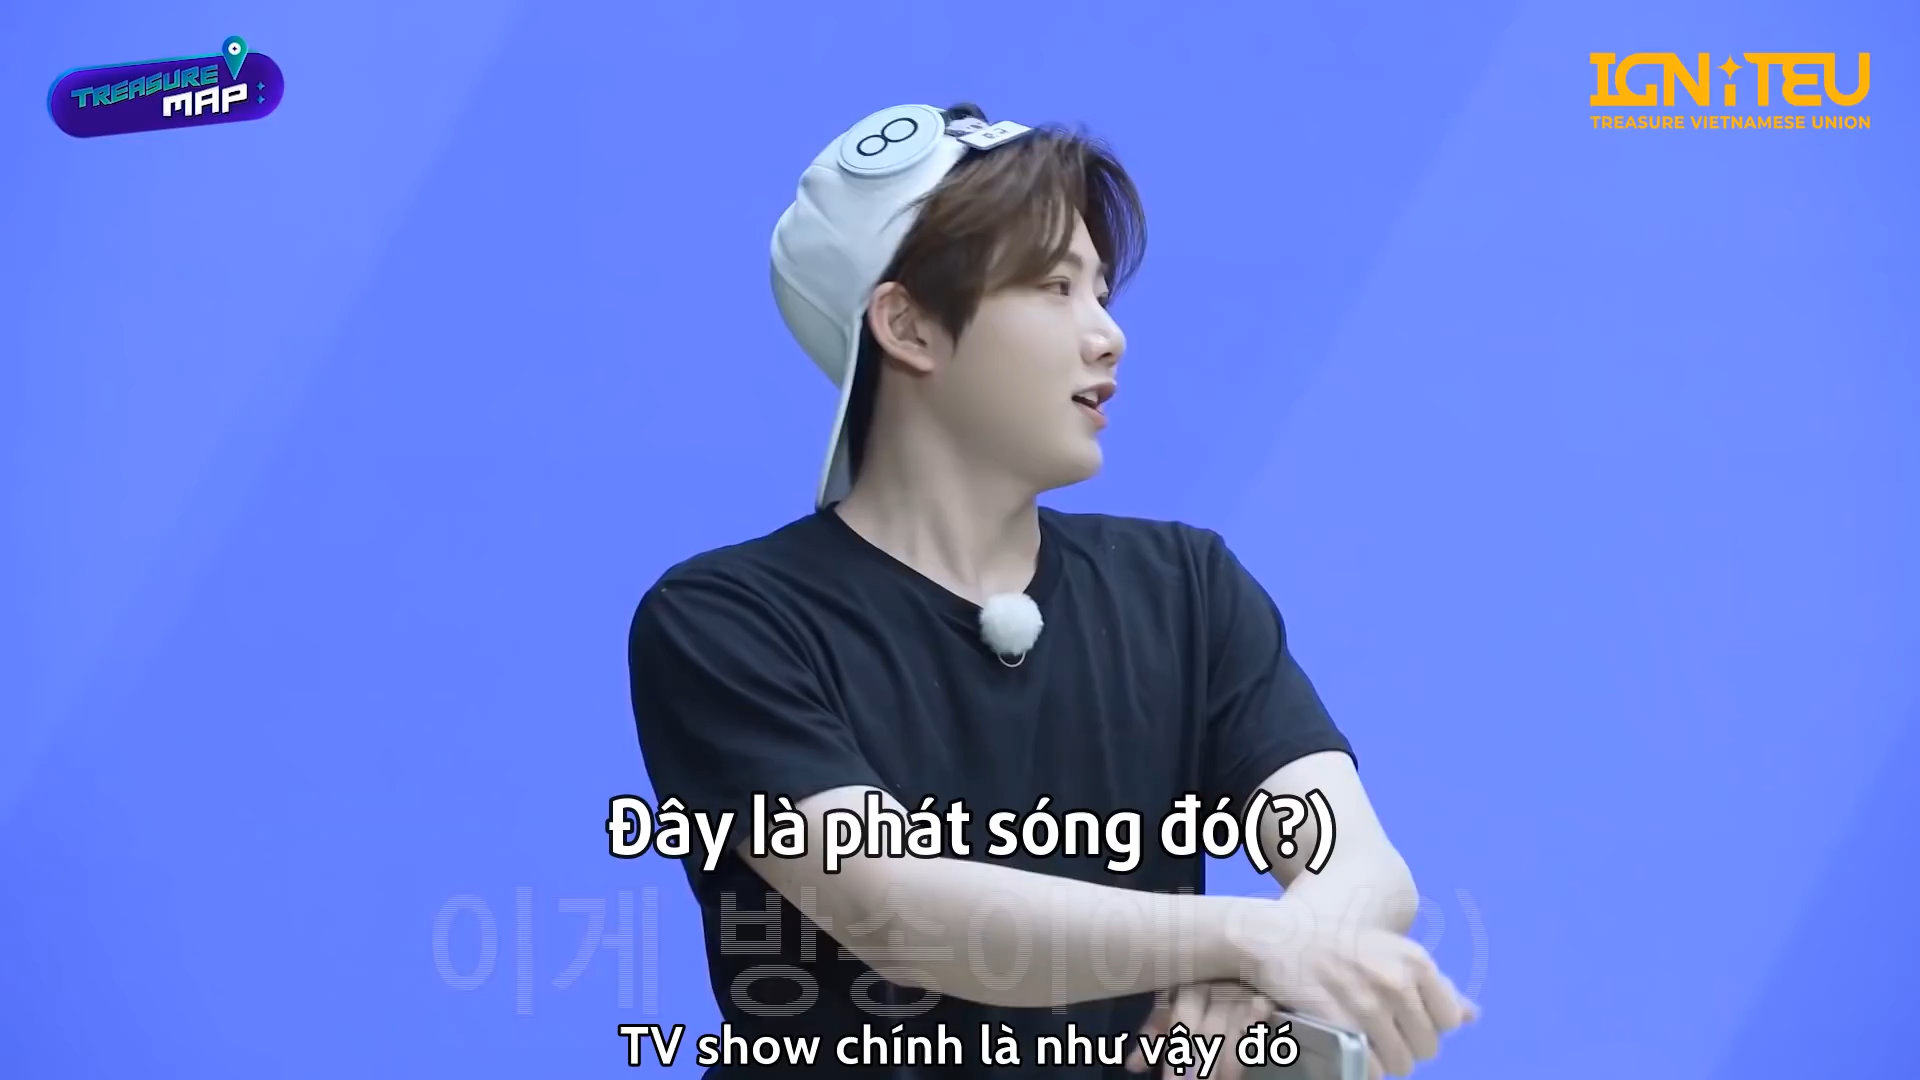 TREASURE
MAP
IGNITEU
TREASURE VIETNAMESE UNION
8
Đây là phát sóng đó(?)
이게 방송이에요(?)
TV show chính là như vậy đó